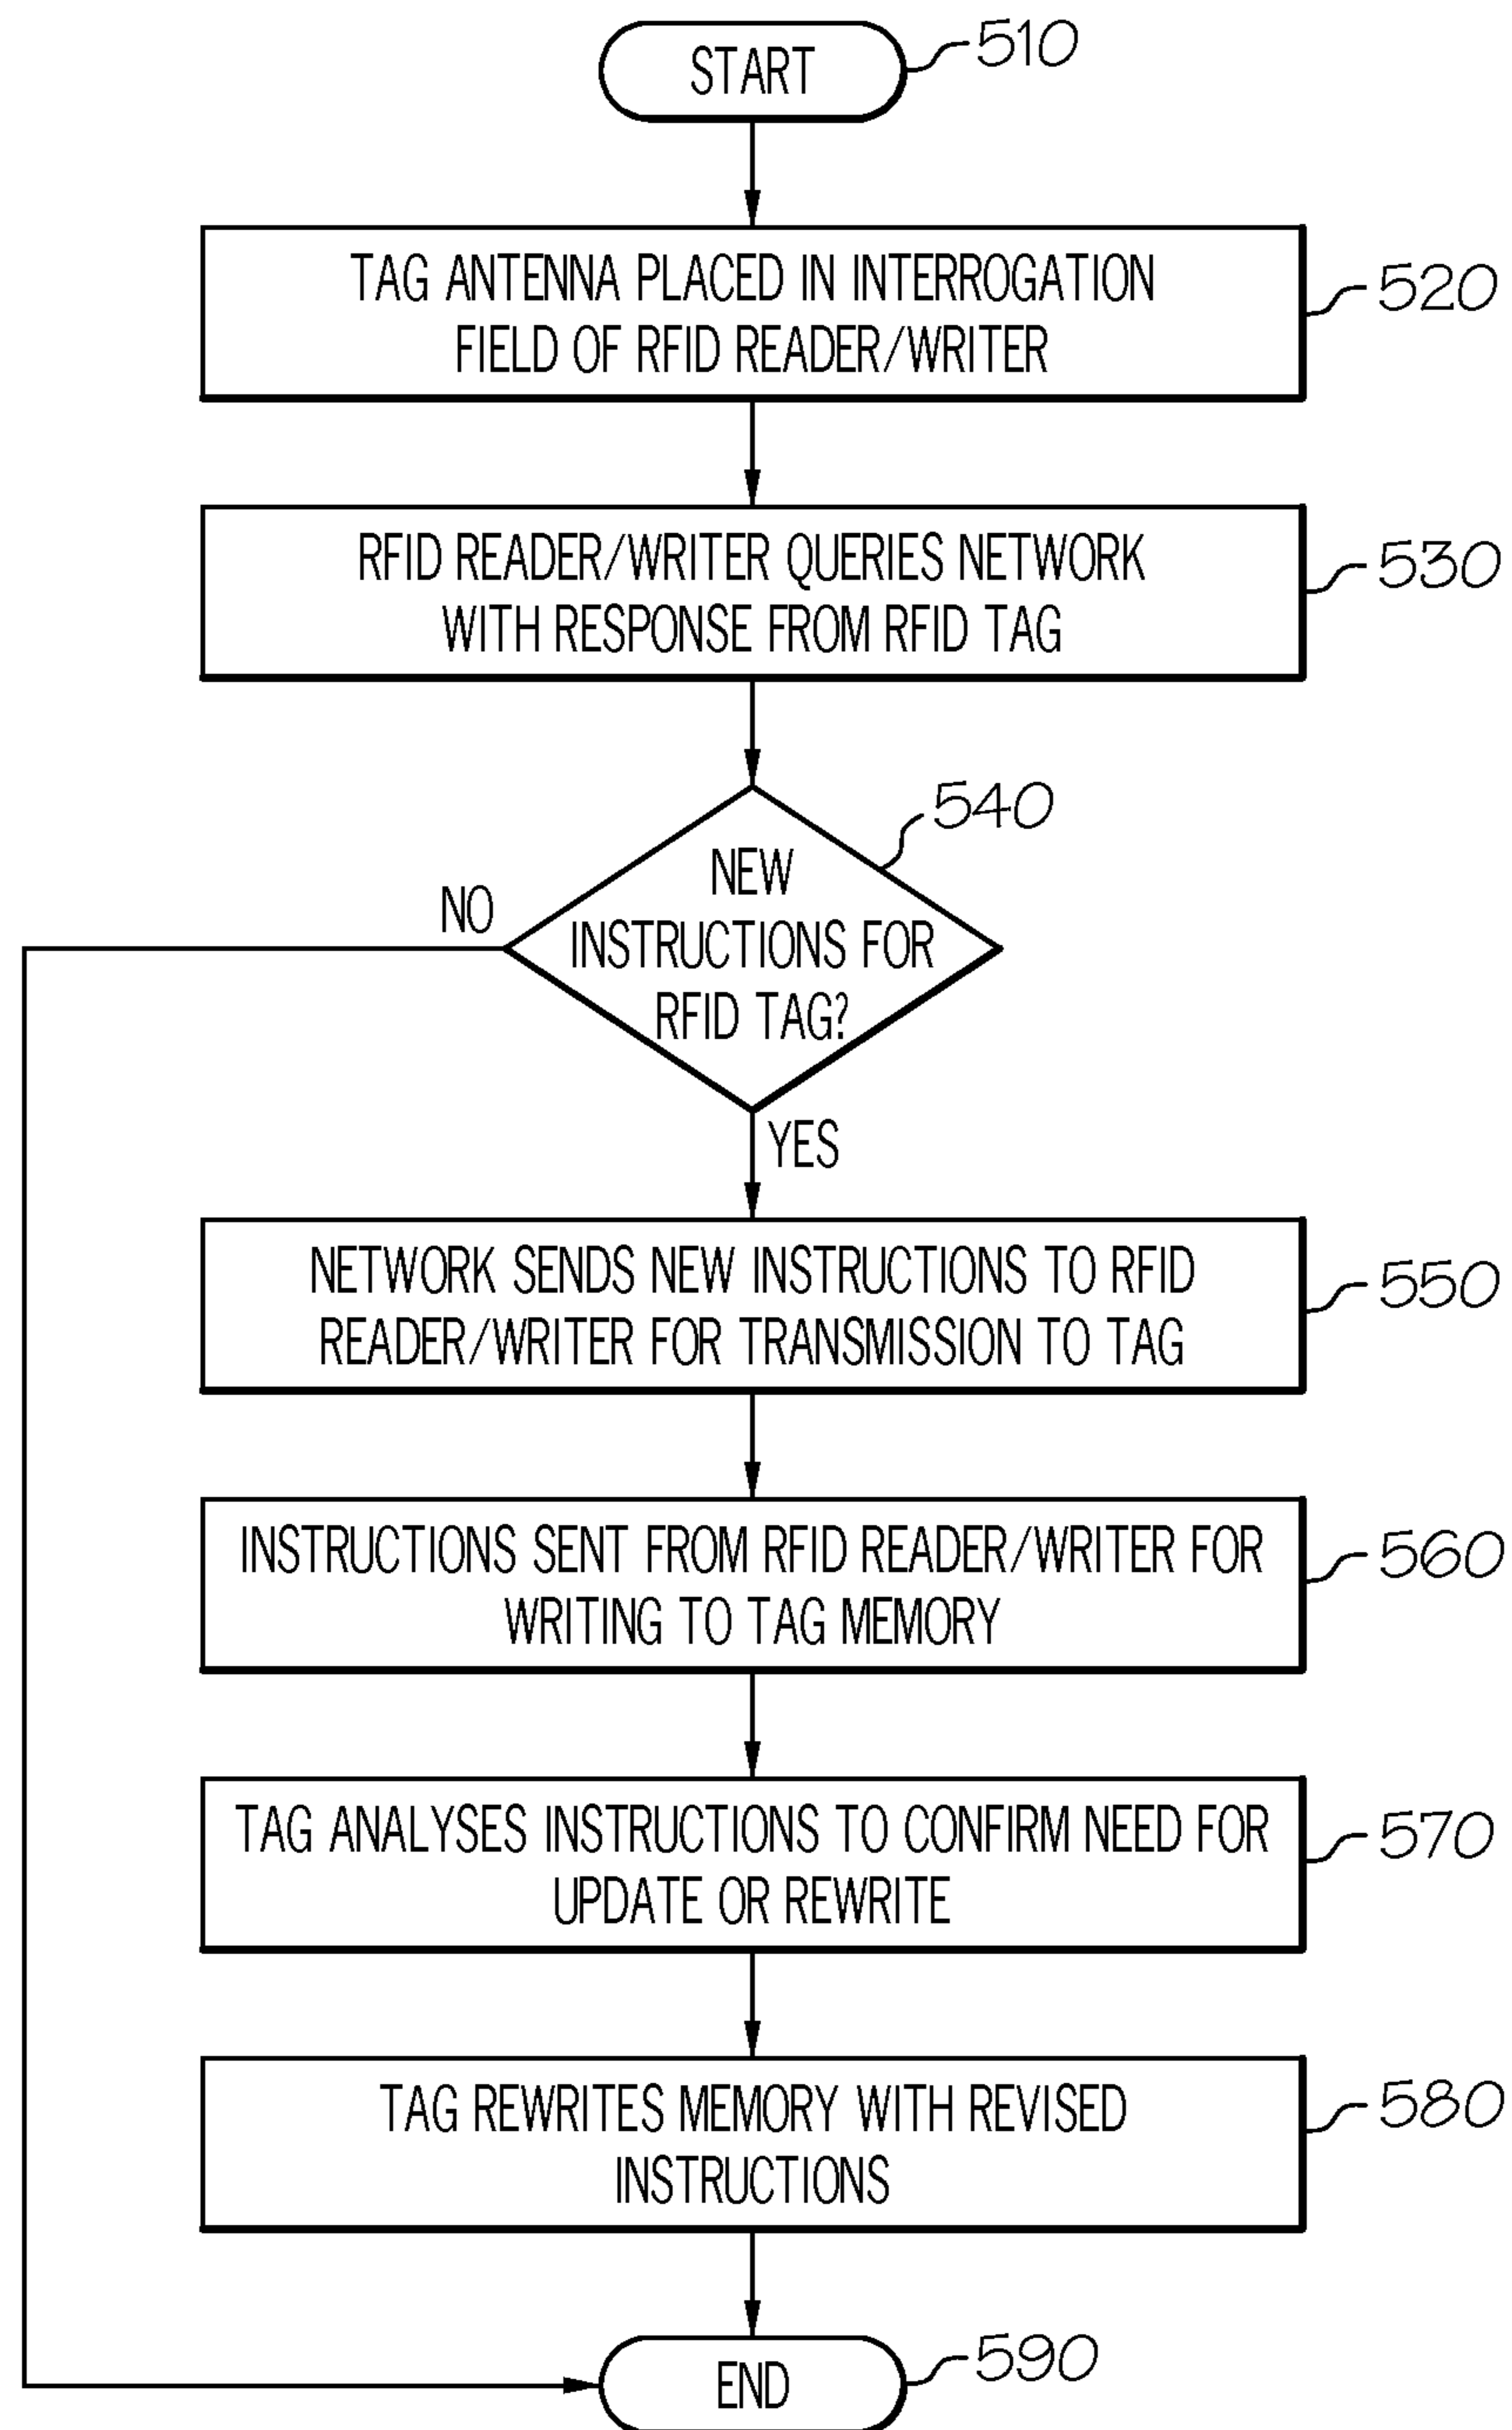 START
510
TAG ANTENNA PLACED IN INTERROGATION
FIELD OF RFID READER/WRITER
520
RFID READER/WRITER QUERIES NETWORK
WITH RESPONSE FROM RFID TAG
530
540
NEW
INSTRUCTIONS FOR
RFID TAG?
NO
YES
NETWORK SENDS NEW INSTRUCTIONS TO RFID
READER/WRITER FOR TRANSMISSION TO TAG
550
INSTRUCTIONS SENT FROM RFID READER/WRITER FOR
WRITING TO TAG MEMORY
560
TAG ANALYSES INSTRUCTIONS TO CONFIRM NEED FOR
UPDATE OR REWRITE
570
TAG REWRITES MEMORY WITH REVISED
INSTRUCTIONS
580
END
590